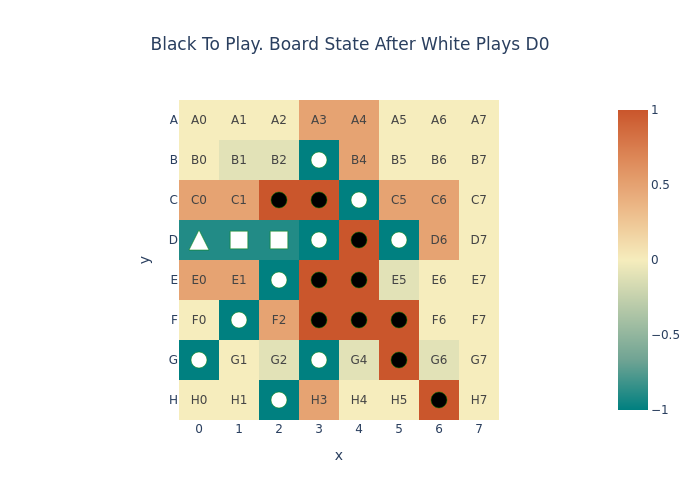 Black To Play. Board State After White Plays D0
A A0 A1 A2 A3 A4 A5 A6 A7
B B0 B1 B2 B4 B5 B6 B7
C C0 C1 C5 C6 C7
D D6 D7
E E0 E1 E5 E6 E7
F F0 F2 F6 F7
G G1 G2 G4 G6 G7
H H0 H1 H3 H4 H5 H7
0 1 2 3 4 5 6 7
x
y
1
0.5
0
−0.5
−1